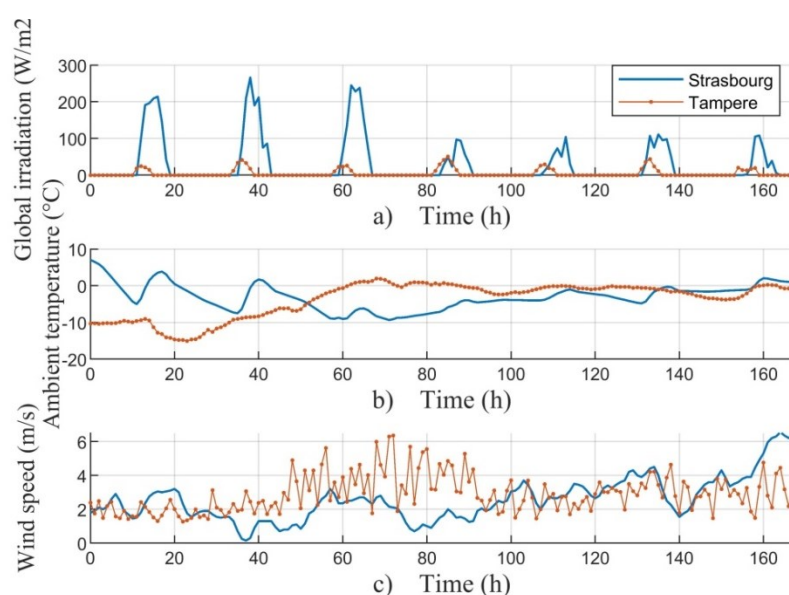 Global irradiation (W/m2)
300
200
100
0
Strasbourg
Tampere
0 20 40 60 80 100 120 140 160
a) Time (h)
Ambient temperature (°C)
10
0
-10
-20
0 20 40 60 80 100 120 140 160
b) Time (h)
Wind speed (m/s)
6
4
2
0
0 20 40 60 80 100 120 140 160
c) Time (h)